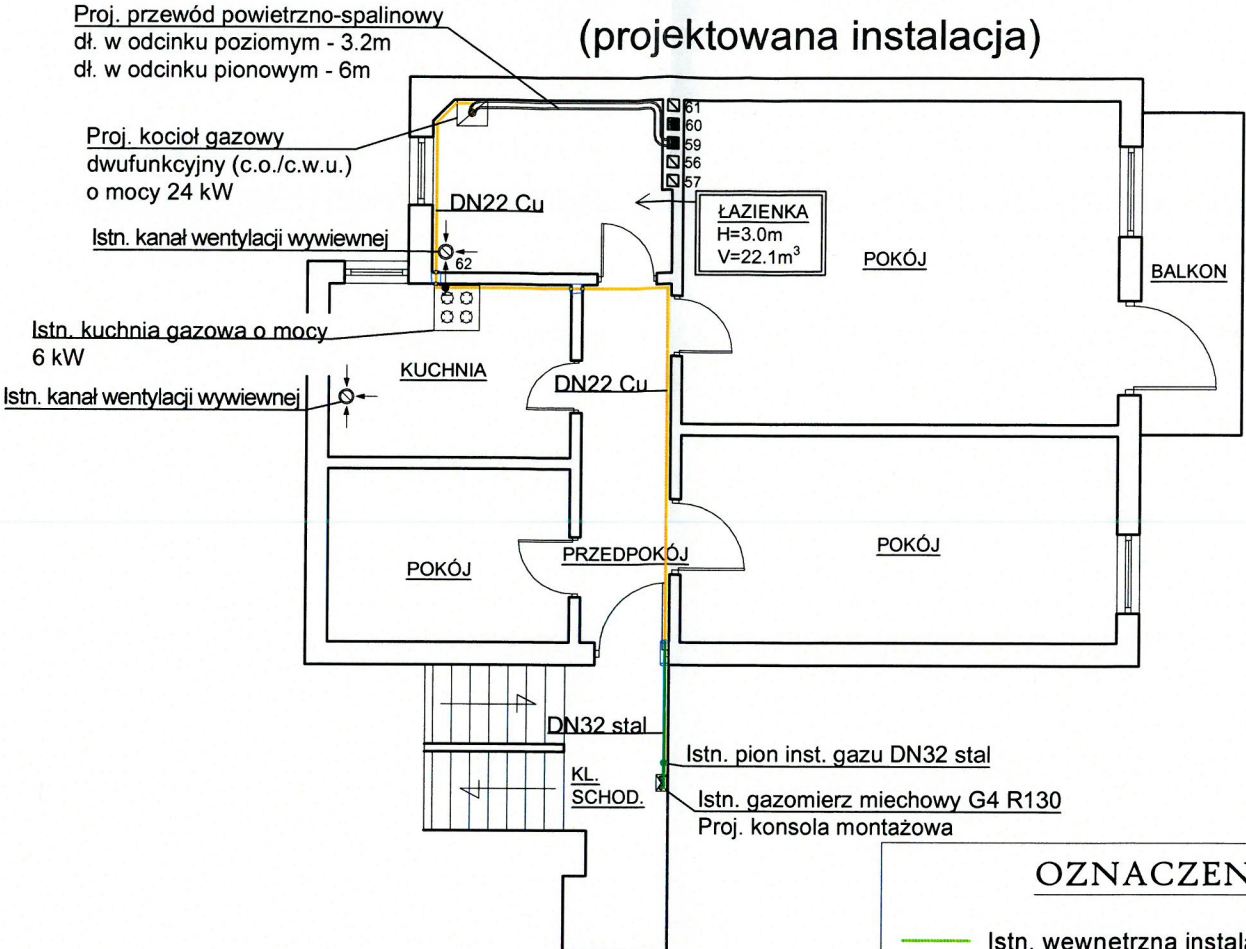 Proj. przewód powietrzno-spalinowy
dł. w odcinku poziomym - 3.2m
dł. w odcinku pionowym - 6m
(projektowana instalacja)
Proj. kocioł gazowy
dwufunkcyjny (c.o./c.w.u.)
o mocy 24 kW
61
60
59
56
57
DN22 Cu
ŁAZIENKA
H=3.0m
V=22.1m³
POKÓJ
BALKON
Istn. kanał wentylacji wywiewnej
62
Istn. kuchnia gazowa o mocy
6 kW
KUCHNIA
DN22 Cu
Istn. kanał wentylacji wywiewnej
POKÓJ
PRZEDPOKÓJ
POKÓJ
DN32 stal
Istn. pion inst. gazu DN32 stal
KL.
SCHOD.
Istn. gazomierz miechowy G4 R130
Proj. konsola montażowa
OZNACZEN
Istn. wewnętrzna instal